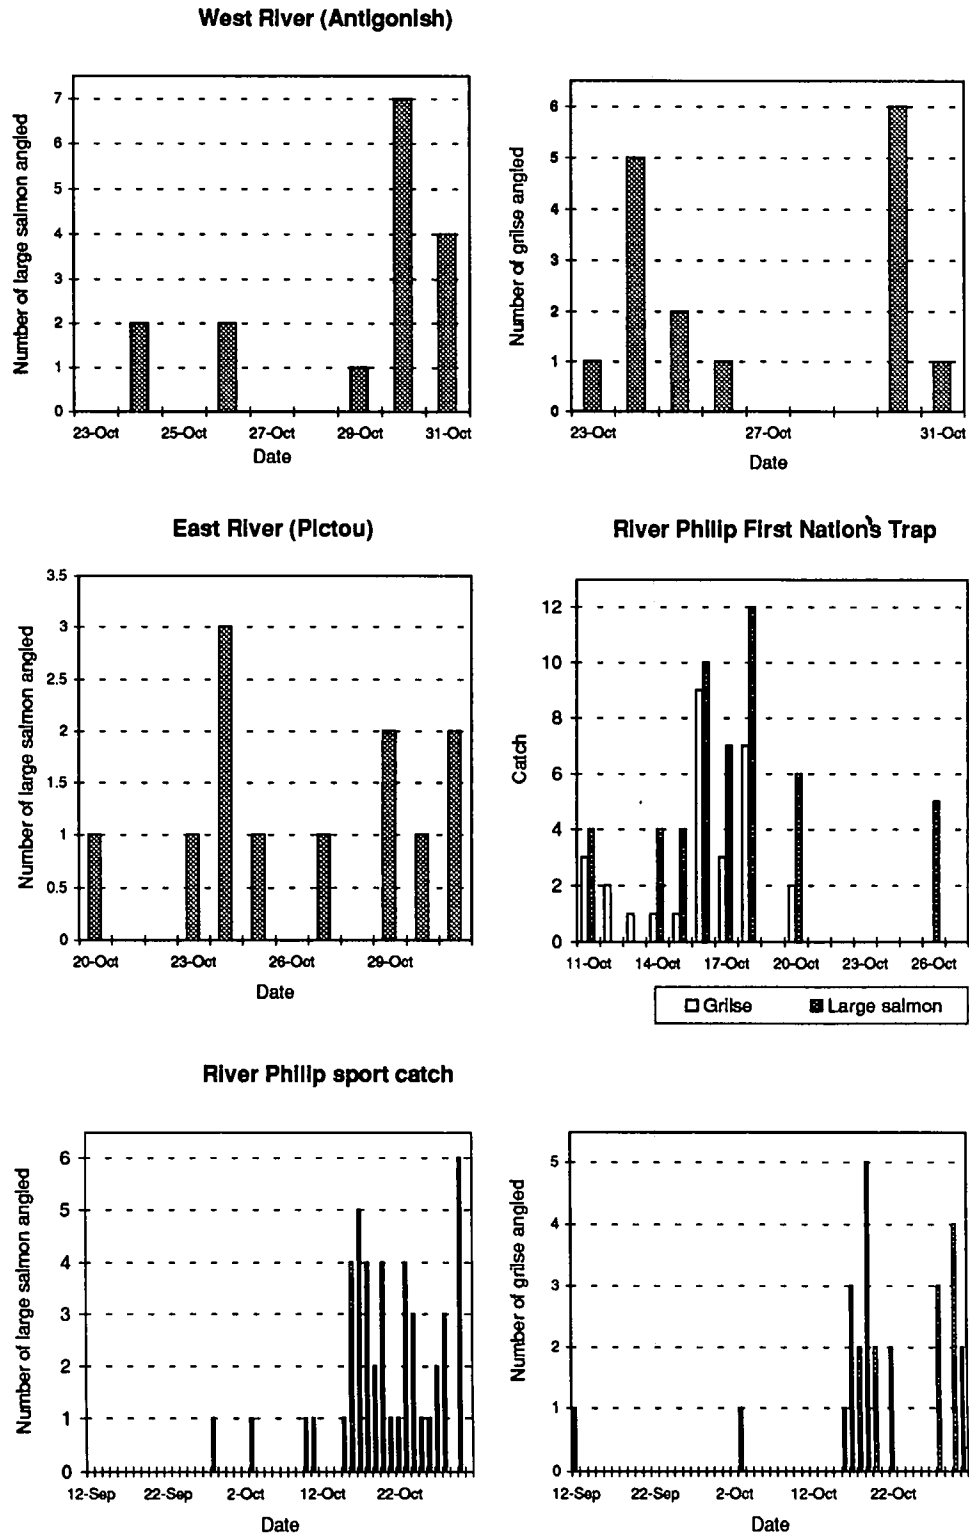 West River (Antigonish)
Number of large salmon angled
7
6
5
4
3
2
1
0
23-Oct 25-Oct 27-Oct 29-Oct 31-Oct
Date
Number of grilse angled
6
5
4
3
2
1
0
23-Oct 27-Oct 31-Oct
Date
East River (Pictou)
Number of large salmon angled
3.5
3
2.5
2
1.5
1
0.5
0
20-Oct 23-Oct 26-Oct 29-Oct
Date
River Philip First Nation's Trap
Catch
12
10
8
6
4
2
0
11-Oct 14-Oct 17-Oct 20-Oct 23-Oct 26-Oct
Grilse Large salmon
River Philip sport catch
Number of large salmon angled
6
5
4
3
2
1
0
12-Sep 22-Sep 2-Oct 12-Oct 22-Oct
Date
Number of grilse angled
5
4
3
2
1
0
12-Sep 22-Sep 2-Oct 12-Oct 22-Oct
Date